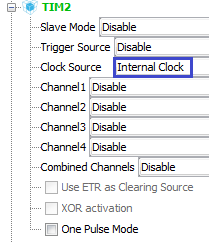 TIM2
Slave Mode Disable
Trigger Source Disable
Clock Source Internal Clock
Channel1 Disable
Channel2 Disable
Channel3 Disable
Channel4 Disable
Combined Channels Disable
Use ETR as Clearing Source
XOR activation
One Pulse Mode